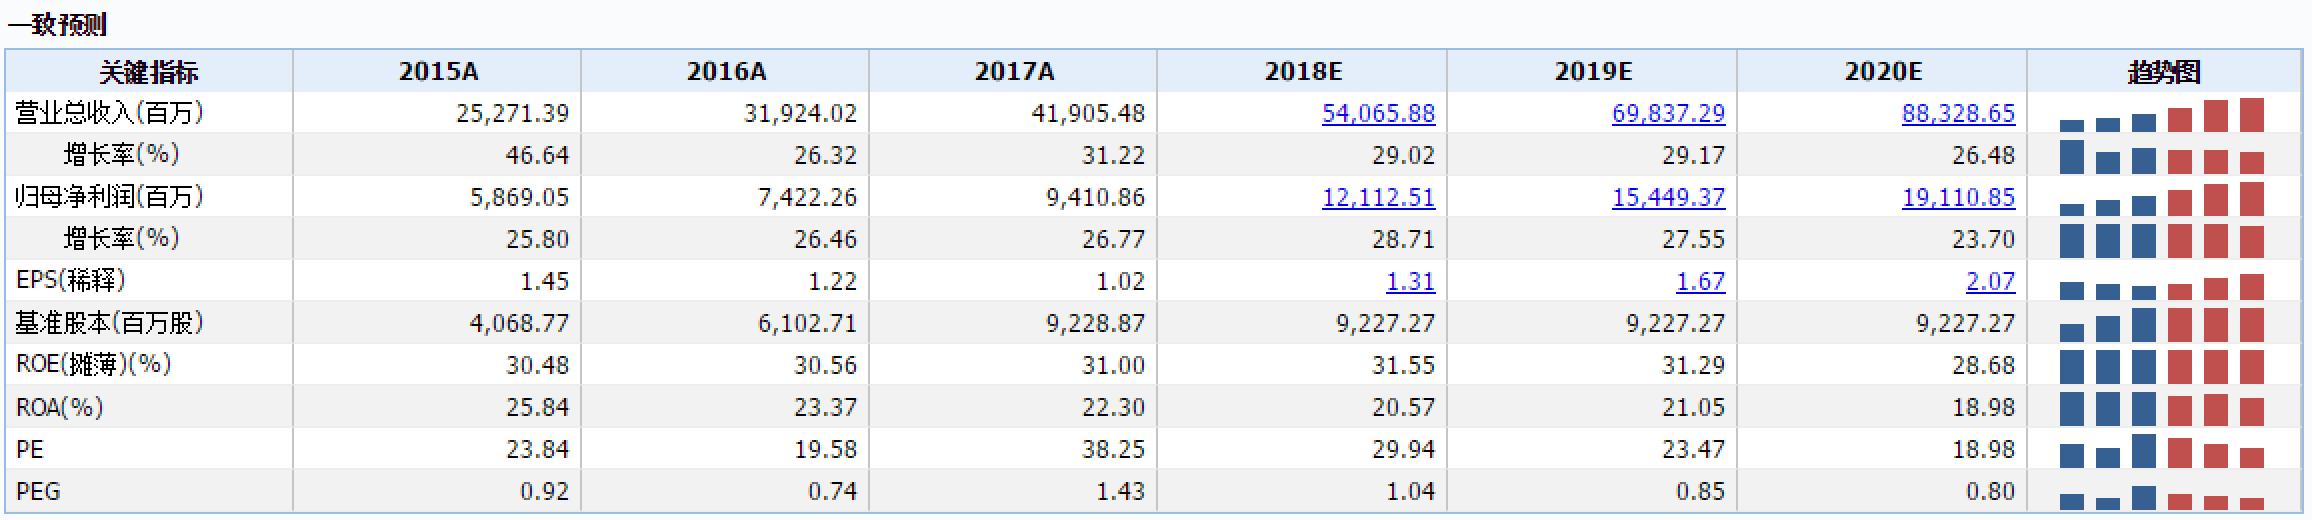 一致预测
关键指标 2015A 2016A 2017A 2018E 2019E 2020E 趋势图
营业总收入(百万) 25,271.39 31,924.02 41,905.48 54,065.88 69,837.29 88,328.65
增长率(%) 46.64 26.32 31.22 29.02 29.17 26.48
归母净利润(百万) 5,869.05 7,422.26 9,410.86 12,112.51 15,449.37 19,110.85
增长率(%) 25.80 26.46 26.77 28.71 27.55 23.70
EPS(稀释) 1.45 1.22 1.02 1.31 1.67 2.07
基准股本(百万股) 4,068.77 6,102.71 9,228.87 9,227.27 9,227.27 9,227.27
ROE(摊薄)(%) 30.48 30.56 31.00 31.55 31.29 28.68
ROA(%) 25.84 23.37 22.30 20.57 21.05 18.98
PE 23.84 19.58 38.25 29.94 23.47 18.98
PEG 0.92 0.74 1.43 1.04 0.85 0.80